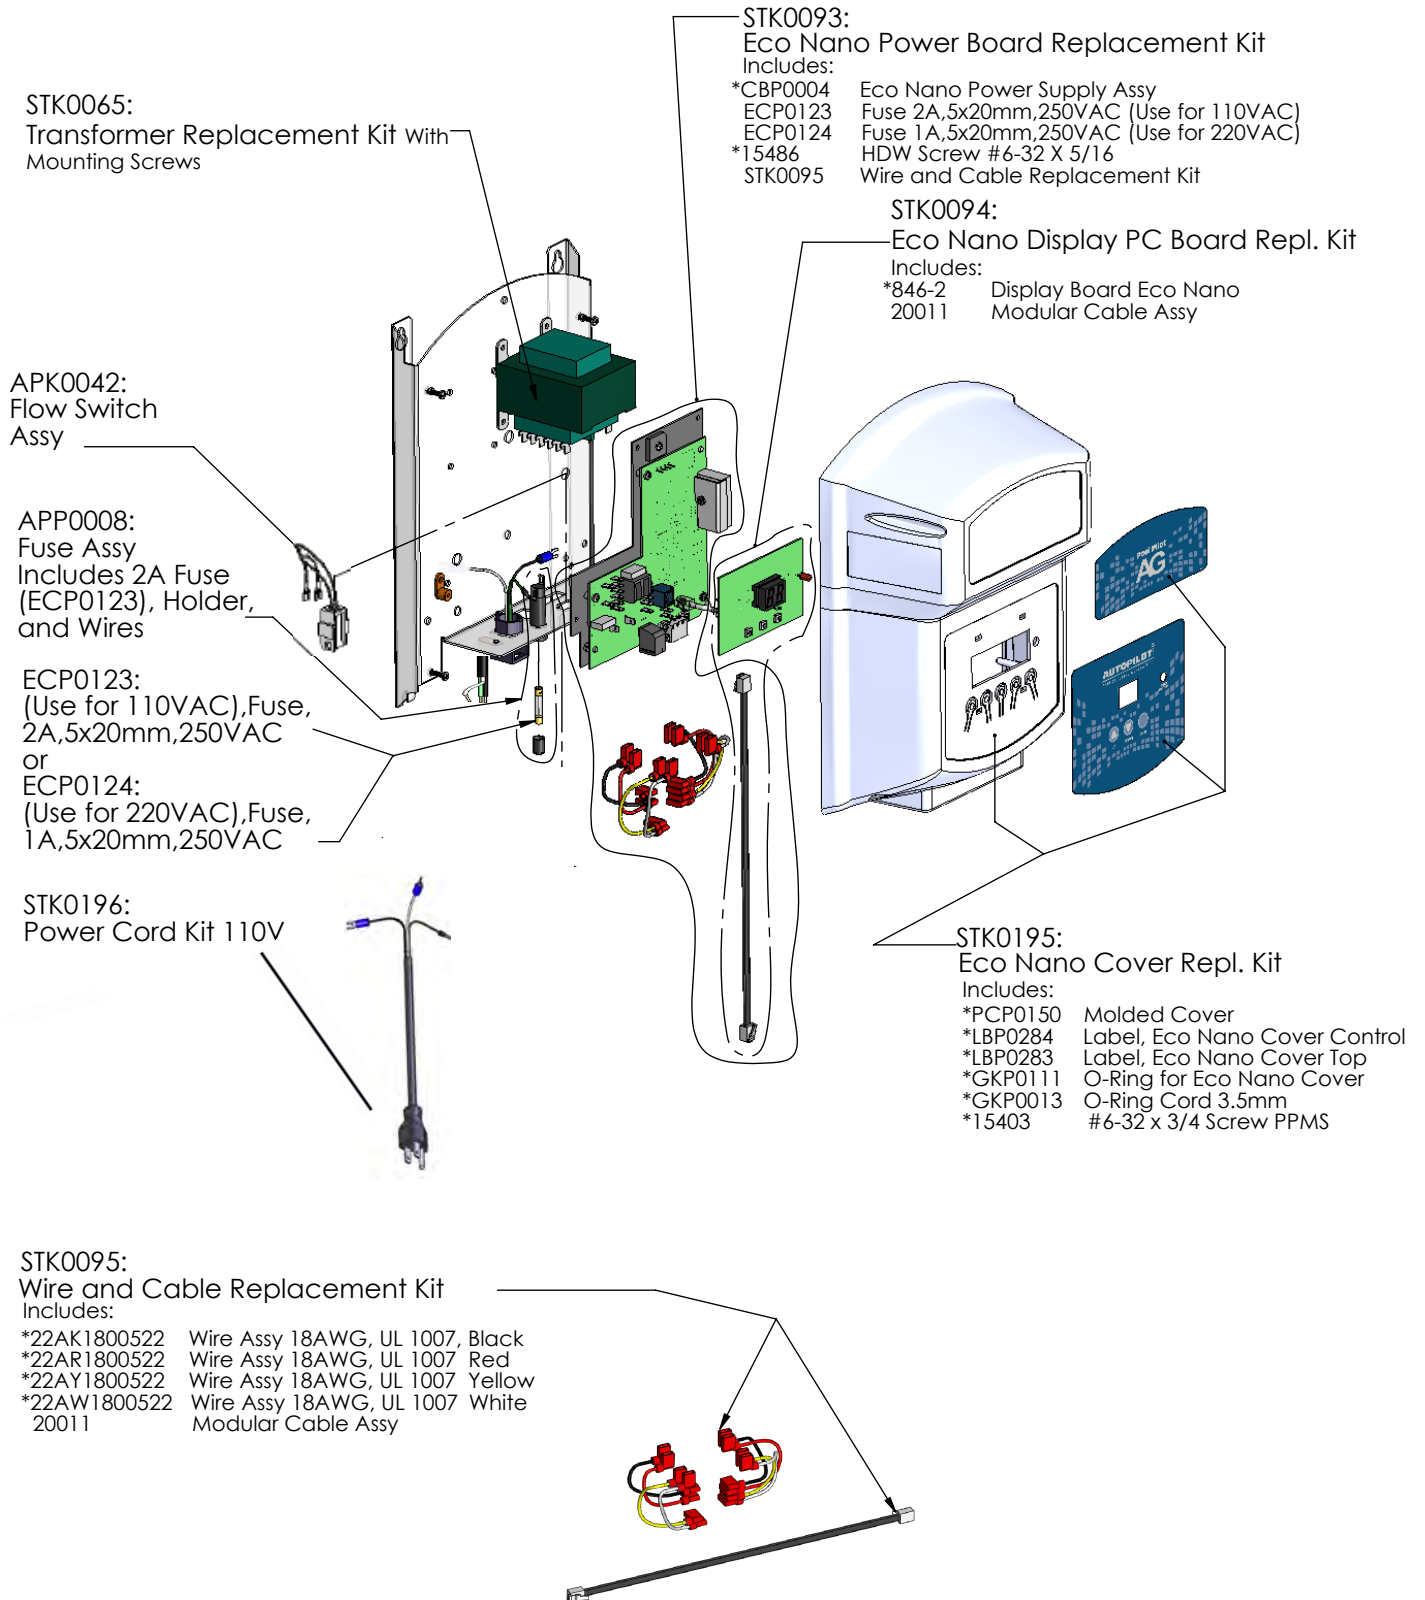 STK0093:
Eco Nano Power Board Replacement Kit
Includes:
*CBP0004 Eco Nano Power Supply Assy
ECP0123 Fuse 2A,5x20mm,250VAC (Use for 110VAC)
ECP0124 Fuse 1A,5x20mm,250VAC (Use for 220VAC)
*15486 HDW Screw #6-32 X 5/16
STK0095 Wire and Cable Replacement Kit
STK0065:
Transformer Replacement Kit With
Mounting Screws
STK0094:
Eco Nano Display PC Board Repl. Kit
Includes:
*846-2 Display Board Eco Nano
20011 Modular Cable Assy
APK0042:
Flow Switch
Assy
APP0008:
Fuse Assy
Includes 2A Fuse
(ECP0123), Holder,
and Wires
ECP0123:
(Use for 110VAC),Fuse,
2A,5x20mm,250VAC
or
ECP0124:
(Use for 220VAC),Fuse,
1A,5x20mm,250VAC
Pool Pilot
AG
AUTOPILOT
STK0196:
Power Cord Kit 110V
STK0195:
Eco Nano Cover Repl. Kit
Includes:
*PCP0150 Molded Cover
*LBP0284 Label, Eco Nano Cover Control
*LBP0283 Label, Eco Nano Cover Top
*GKP0111 O-Ring for Eco Nano Cover
*GKP0013 O-Ring Cord 3.5mm
*15403 #6-32 x 3/4 Screw PPMS
STK0095:
Wire and Cable Replacement Kit
Includes:
*22AK1800522 Wire Assy 18AWG, UL 1007, Black
*22AR1800522 Wire Assy 18AWG, UL 1007 Red
*22AY1800522 Wire Assy 18AWG, UL 1007 Yellow
*22AW1800522 Wire Assy 18AWG, UL 1007 White
20011 Modular Cable Assy